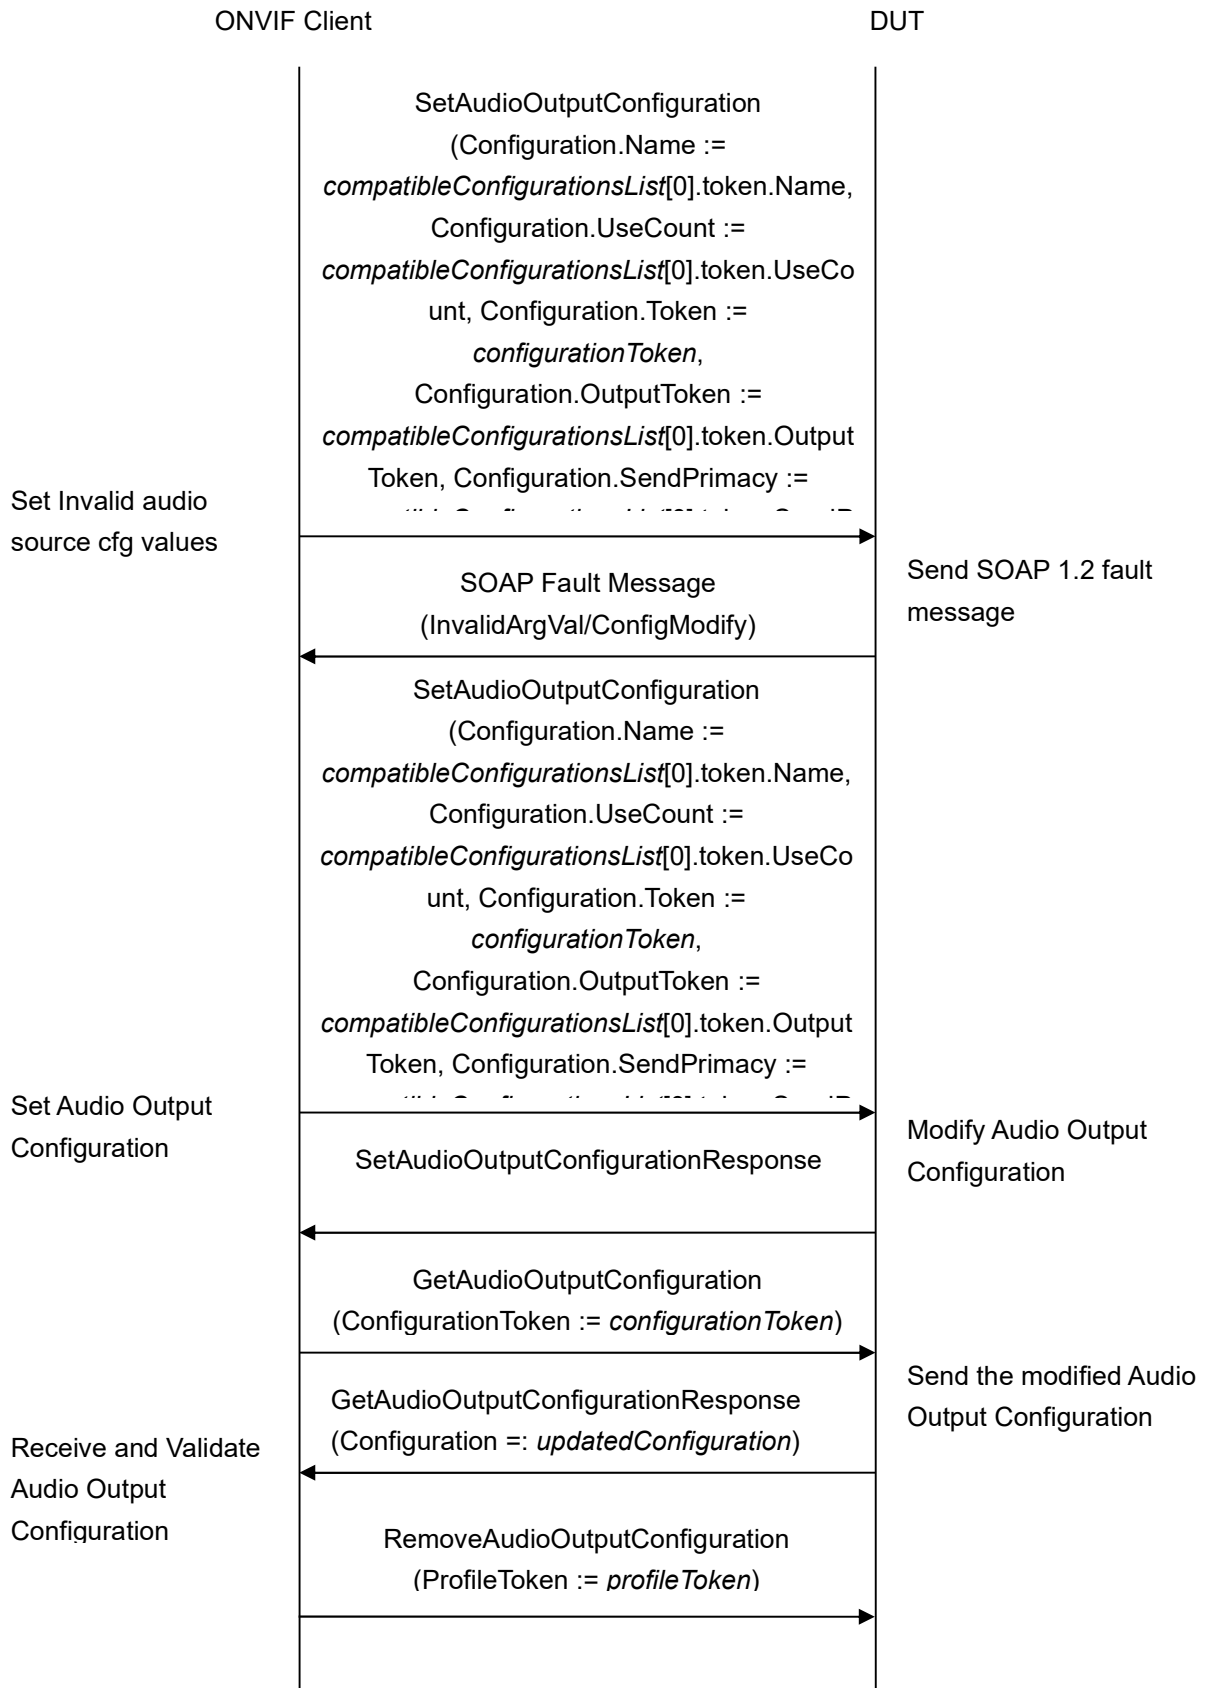 ONVIF Client
DUT
SetAudioOutputConfiguration
(Configuration.Name :=
compatibleConfigurationsList[0].token.Name,
Configuration.UseCount :=
compatibleConfigurationsList[0].token.UseCo
unt, Configuration.Token :=
configurationToken,
Configuration.OutputToken :=
compatibleConfigurationsList[0].token.Output
Token, Configuration.SendPrimacy :=
Set Invalid audio
source cfg values
SOAP Fault Message
(InvalidArgVal/ConfigModify)
Send SOAP 1.2 fault
message
SetAudioOutputConfiguration
(Configuration.Name :=
compatibleConfigurationsList[0].token.Name,
Configuration.UseCount :=
compatibleConfigurationsList[0].token.UseCo
unt, Configuration.Token :=
configurationToken,
Configuration.OutputToken :=
compatibleConfigurationsList[0].token.Output
Token, Configuration.SendPrimacy :=
Set Audio Output
Configuration
SetAudioOutputConfigurationResponse
Modify Audio Output
Configuration
GetAudioOutputConfiguration
(ConfigurationToken := configurationToken)
GetAudioOutputConfigurationResponse
(Configuration =: updatedConfiguration)
Send the modified Audio
Output Configuration
Receive and Validate
Audio Output
Configuration
RemoveAudioOutputConfiguration
(ProfileToken := profileToken)